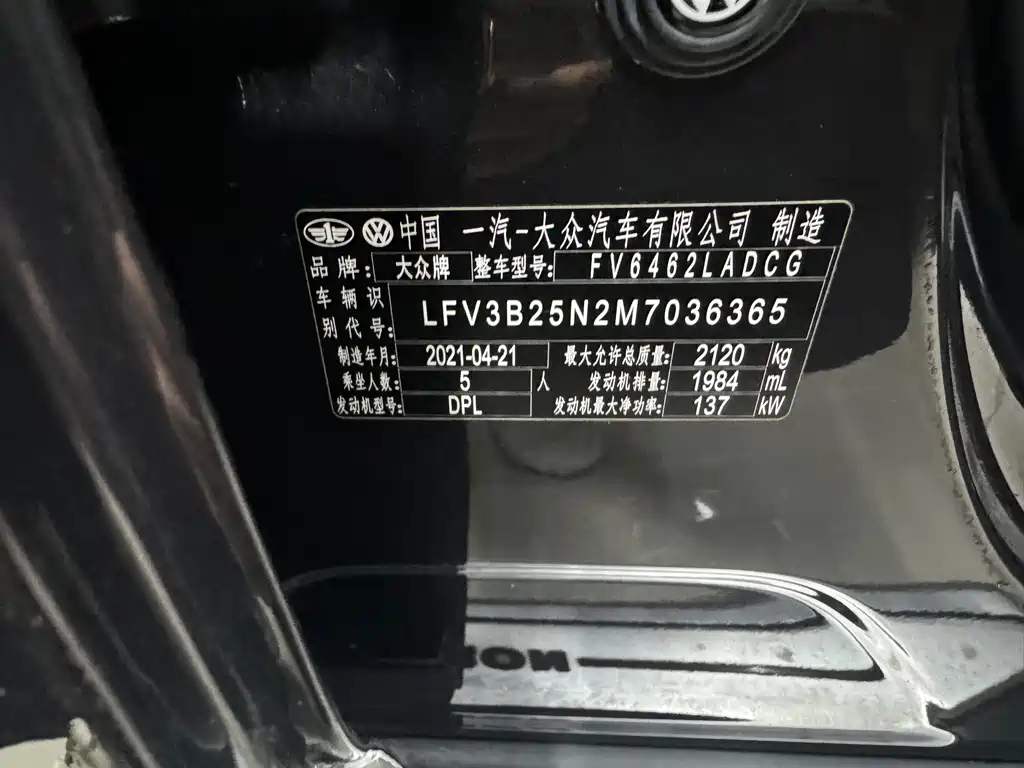 中国 一汽-大众汽车有限公司 制造
品牌: 大众牌 整车型号: FV6462LADCG
车辆识别代号: LFV3B25N2M7036365
制造年月: 2021-04-21 最大允许总质量: 2120 kg
乘坐人数: 5 人 发动机排量: 1984 mL
发动机型号: DPL 发动机最大净功率: 137 kW